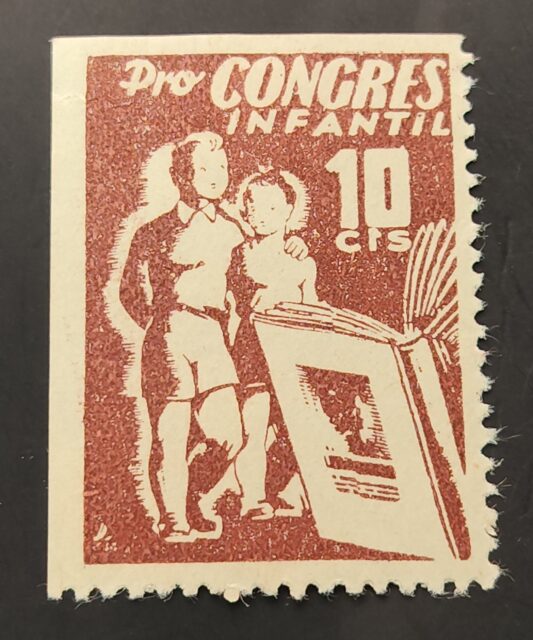 Pro CONGRES
INFANTIL
10
CTS